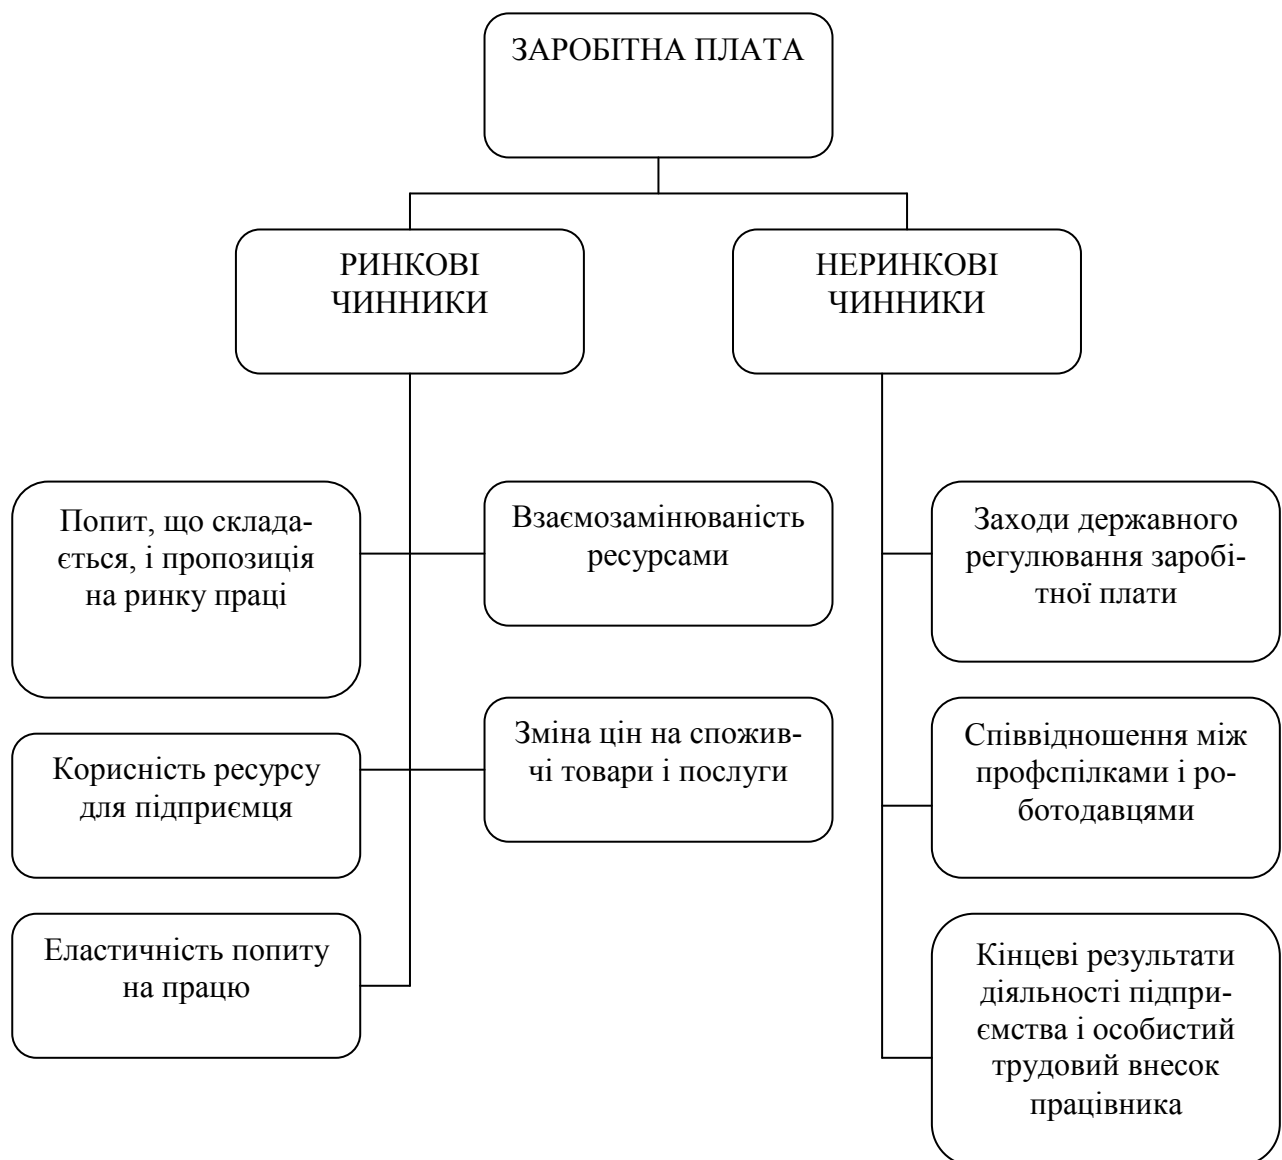 ЗАРОБІТНА ПЛАТА
РИНКОВІ
ЧИННИКИ
НЕРИНКОВІ
ЧИННИКИ
Попит, що склада-
ється, і пропозиція
на ринку праці
Взаємозамінюваність
ресурсами
Заходи державного
регулювання заробі-
тної плати
Корисність ресурсу
для підприємця
Зміна цін на спожив-
чі товари і послуги
Співвідношення між
профспілками і ро-
ботодавцями
Еластичність попиту
на працю
Кінцеві результати
діяльності підпри-
ємства і особистий
трудовий внесок
працівника